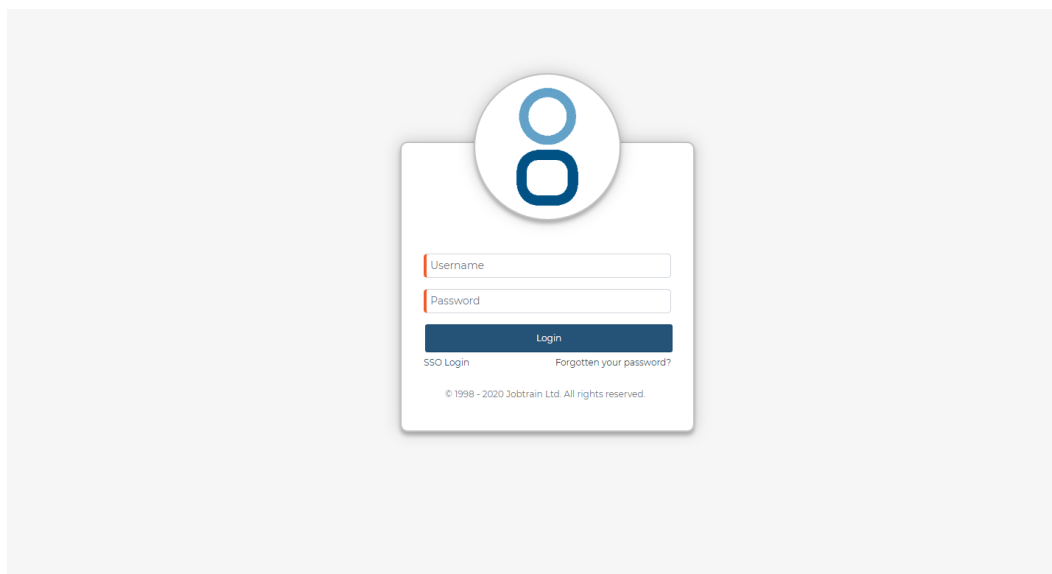 Username
Password
Login
SSO Login Forgotten your password?
© 1998 - 2020 Jobtrain Ltd. All rights reserved.